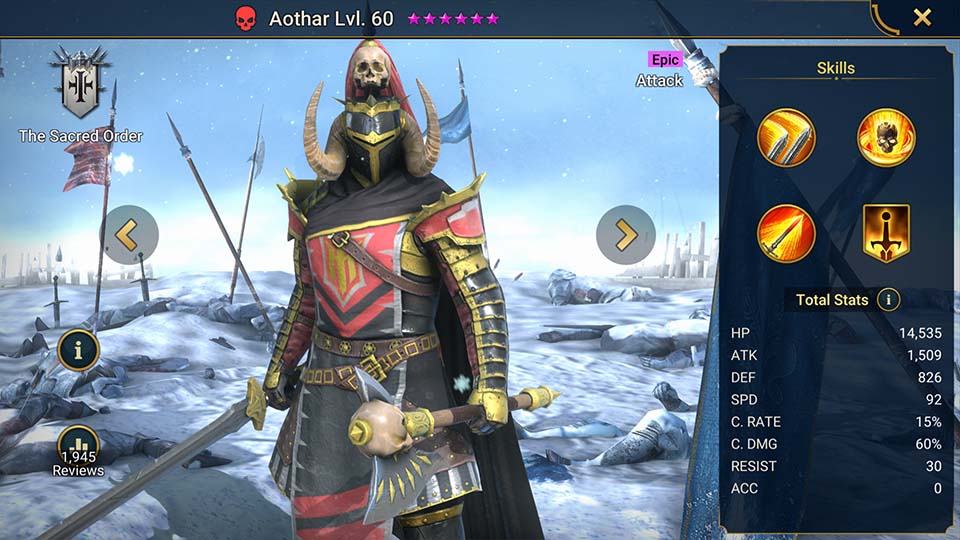 Aothar Lvl. 60
The Sacred Order
Epic
Attack
1,945
Reviews
Skills
Total Stats
HP 14,535
ATK 1,509
DEF 826
SPD 92
C. RATE 15%
C. DMG 60%
RESIST 30
ACC 0